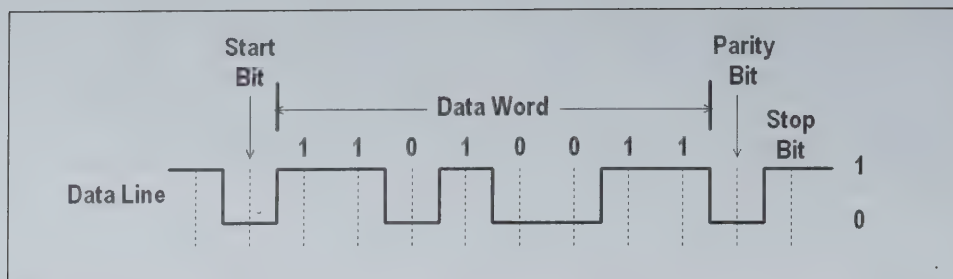 Start
Bit
Parity
Bit
Data Word
Stop
Bit
1 1 0 1 0 0 1 1
1
Data Line
0